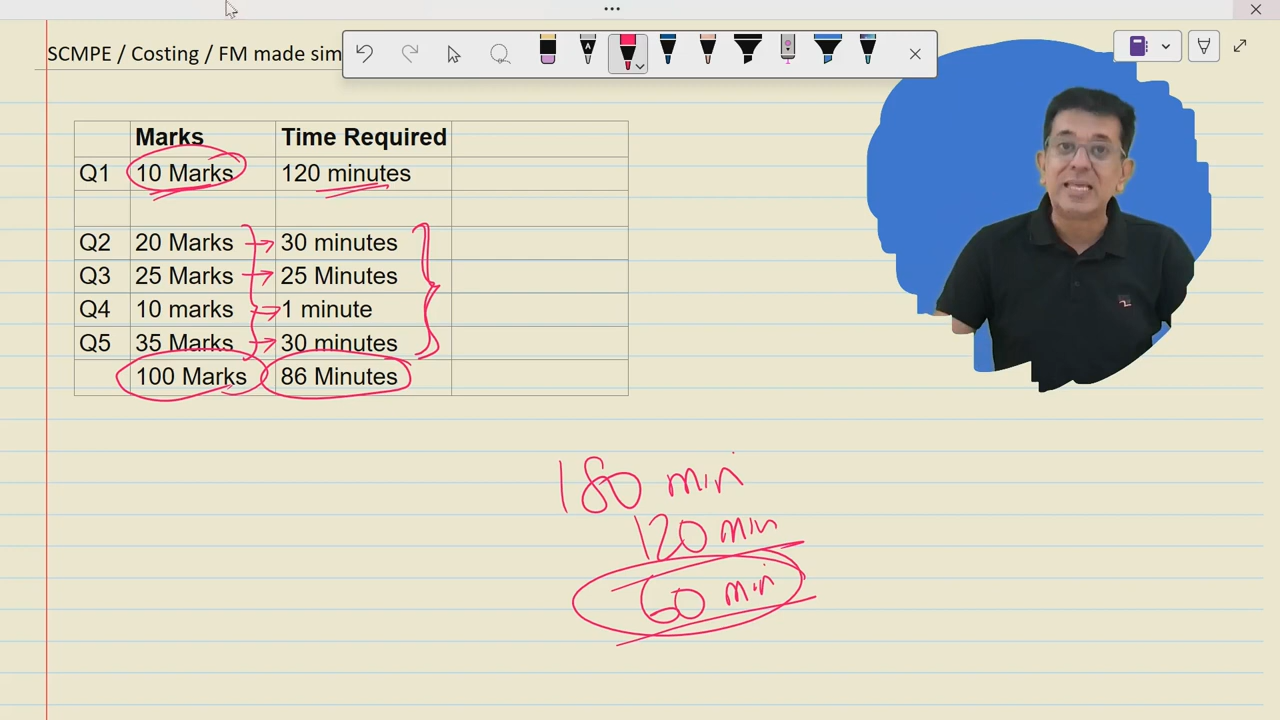 SCMPE / Costing / FM made sim
Marks Time Required
Q1 10 Marks 120 minutes
Q2 20 Marks 30 minutes
Q3 25 Marks 25 Minutes
Q4 10 marks 1 minute
Q5 35 Marks 30 minutes
100 Marks 86 Minutes
180 min
120 min
60 min